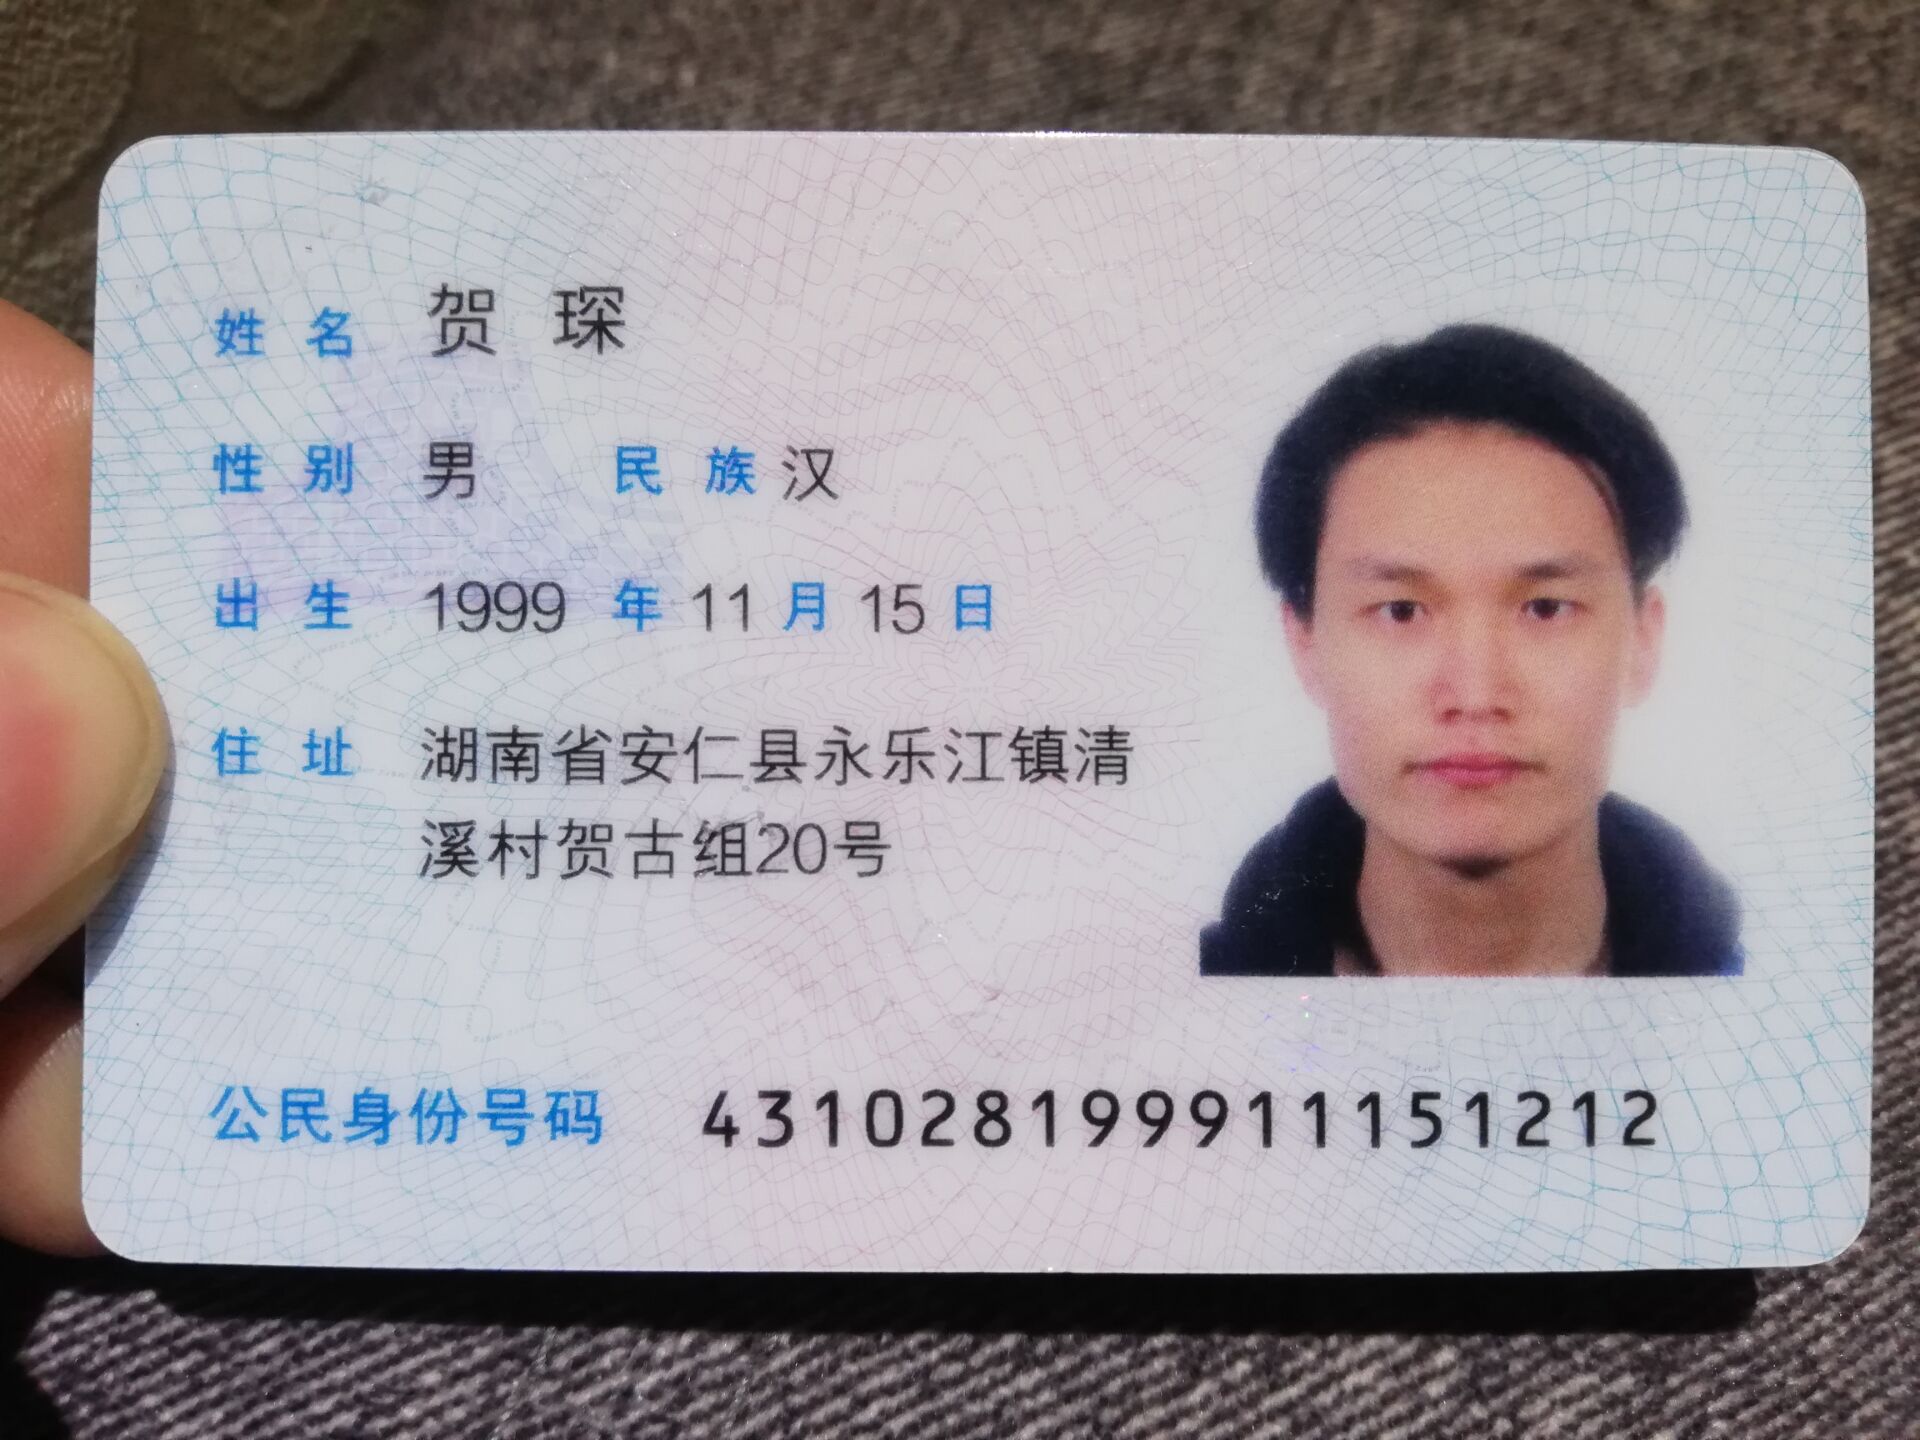 姓名 贺琛
性别 男 民族 汉
出生 1999 年 11 月 15 日
住址 湖南省安仁县永乐江镇清
溪村贺古组20号
公民身份号码 431028199911151212